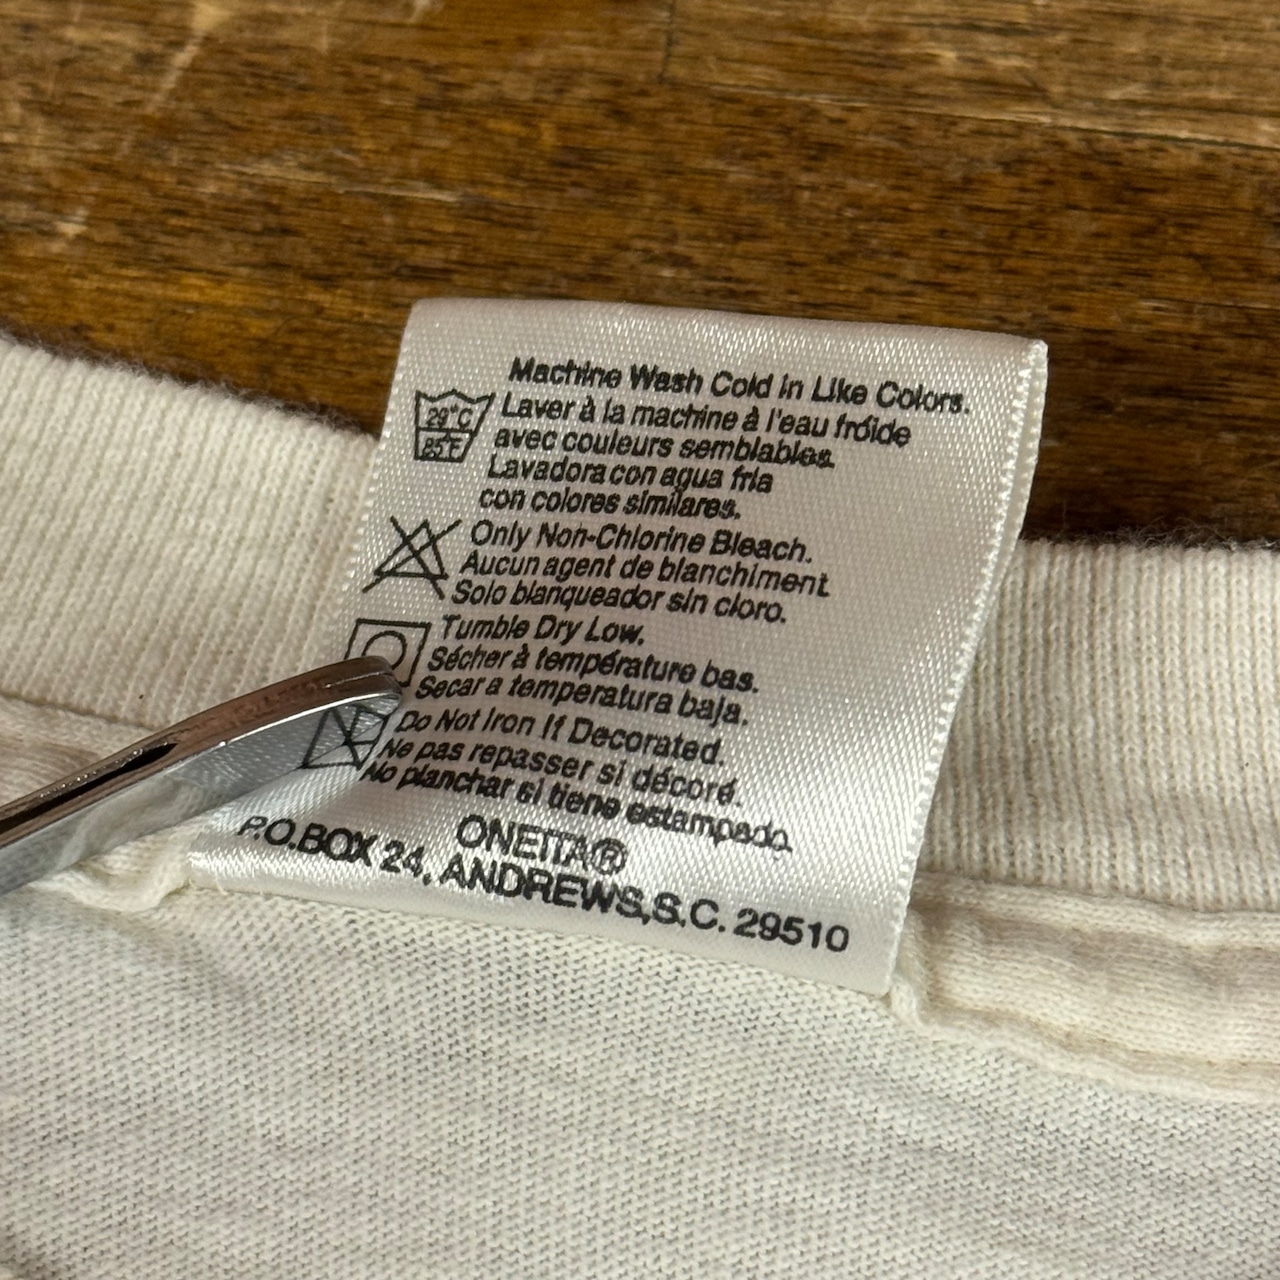 Machine Wash Cold in Like Colors.
29°C
85°F
Laver à la machine à l'eau fróide
avec couleurs semblables.
Lavadora con agua fria
con colores similares.
Only Non-Chlorine Bleach.
Aucun agent de blanchiment
Solo blanqueador sin cloro.
Tumble Dry Low.
Sécher à température bas.
Secar a temperatura baja.
Do Not Iron If Decorated.
Ne pas repasser si décoré.
No planchar si tiene estampado.
ONEITA®
P.O.BOX 24, ANDREWS,S.C. 29510